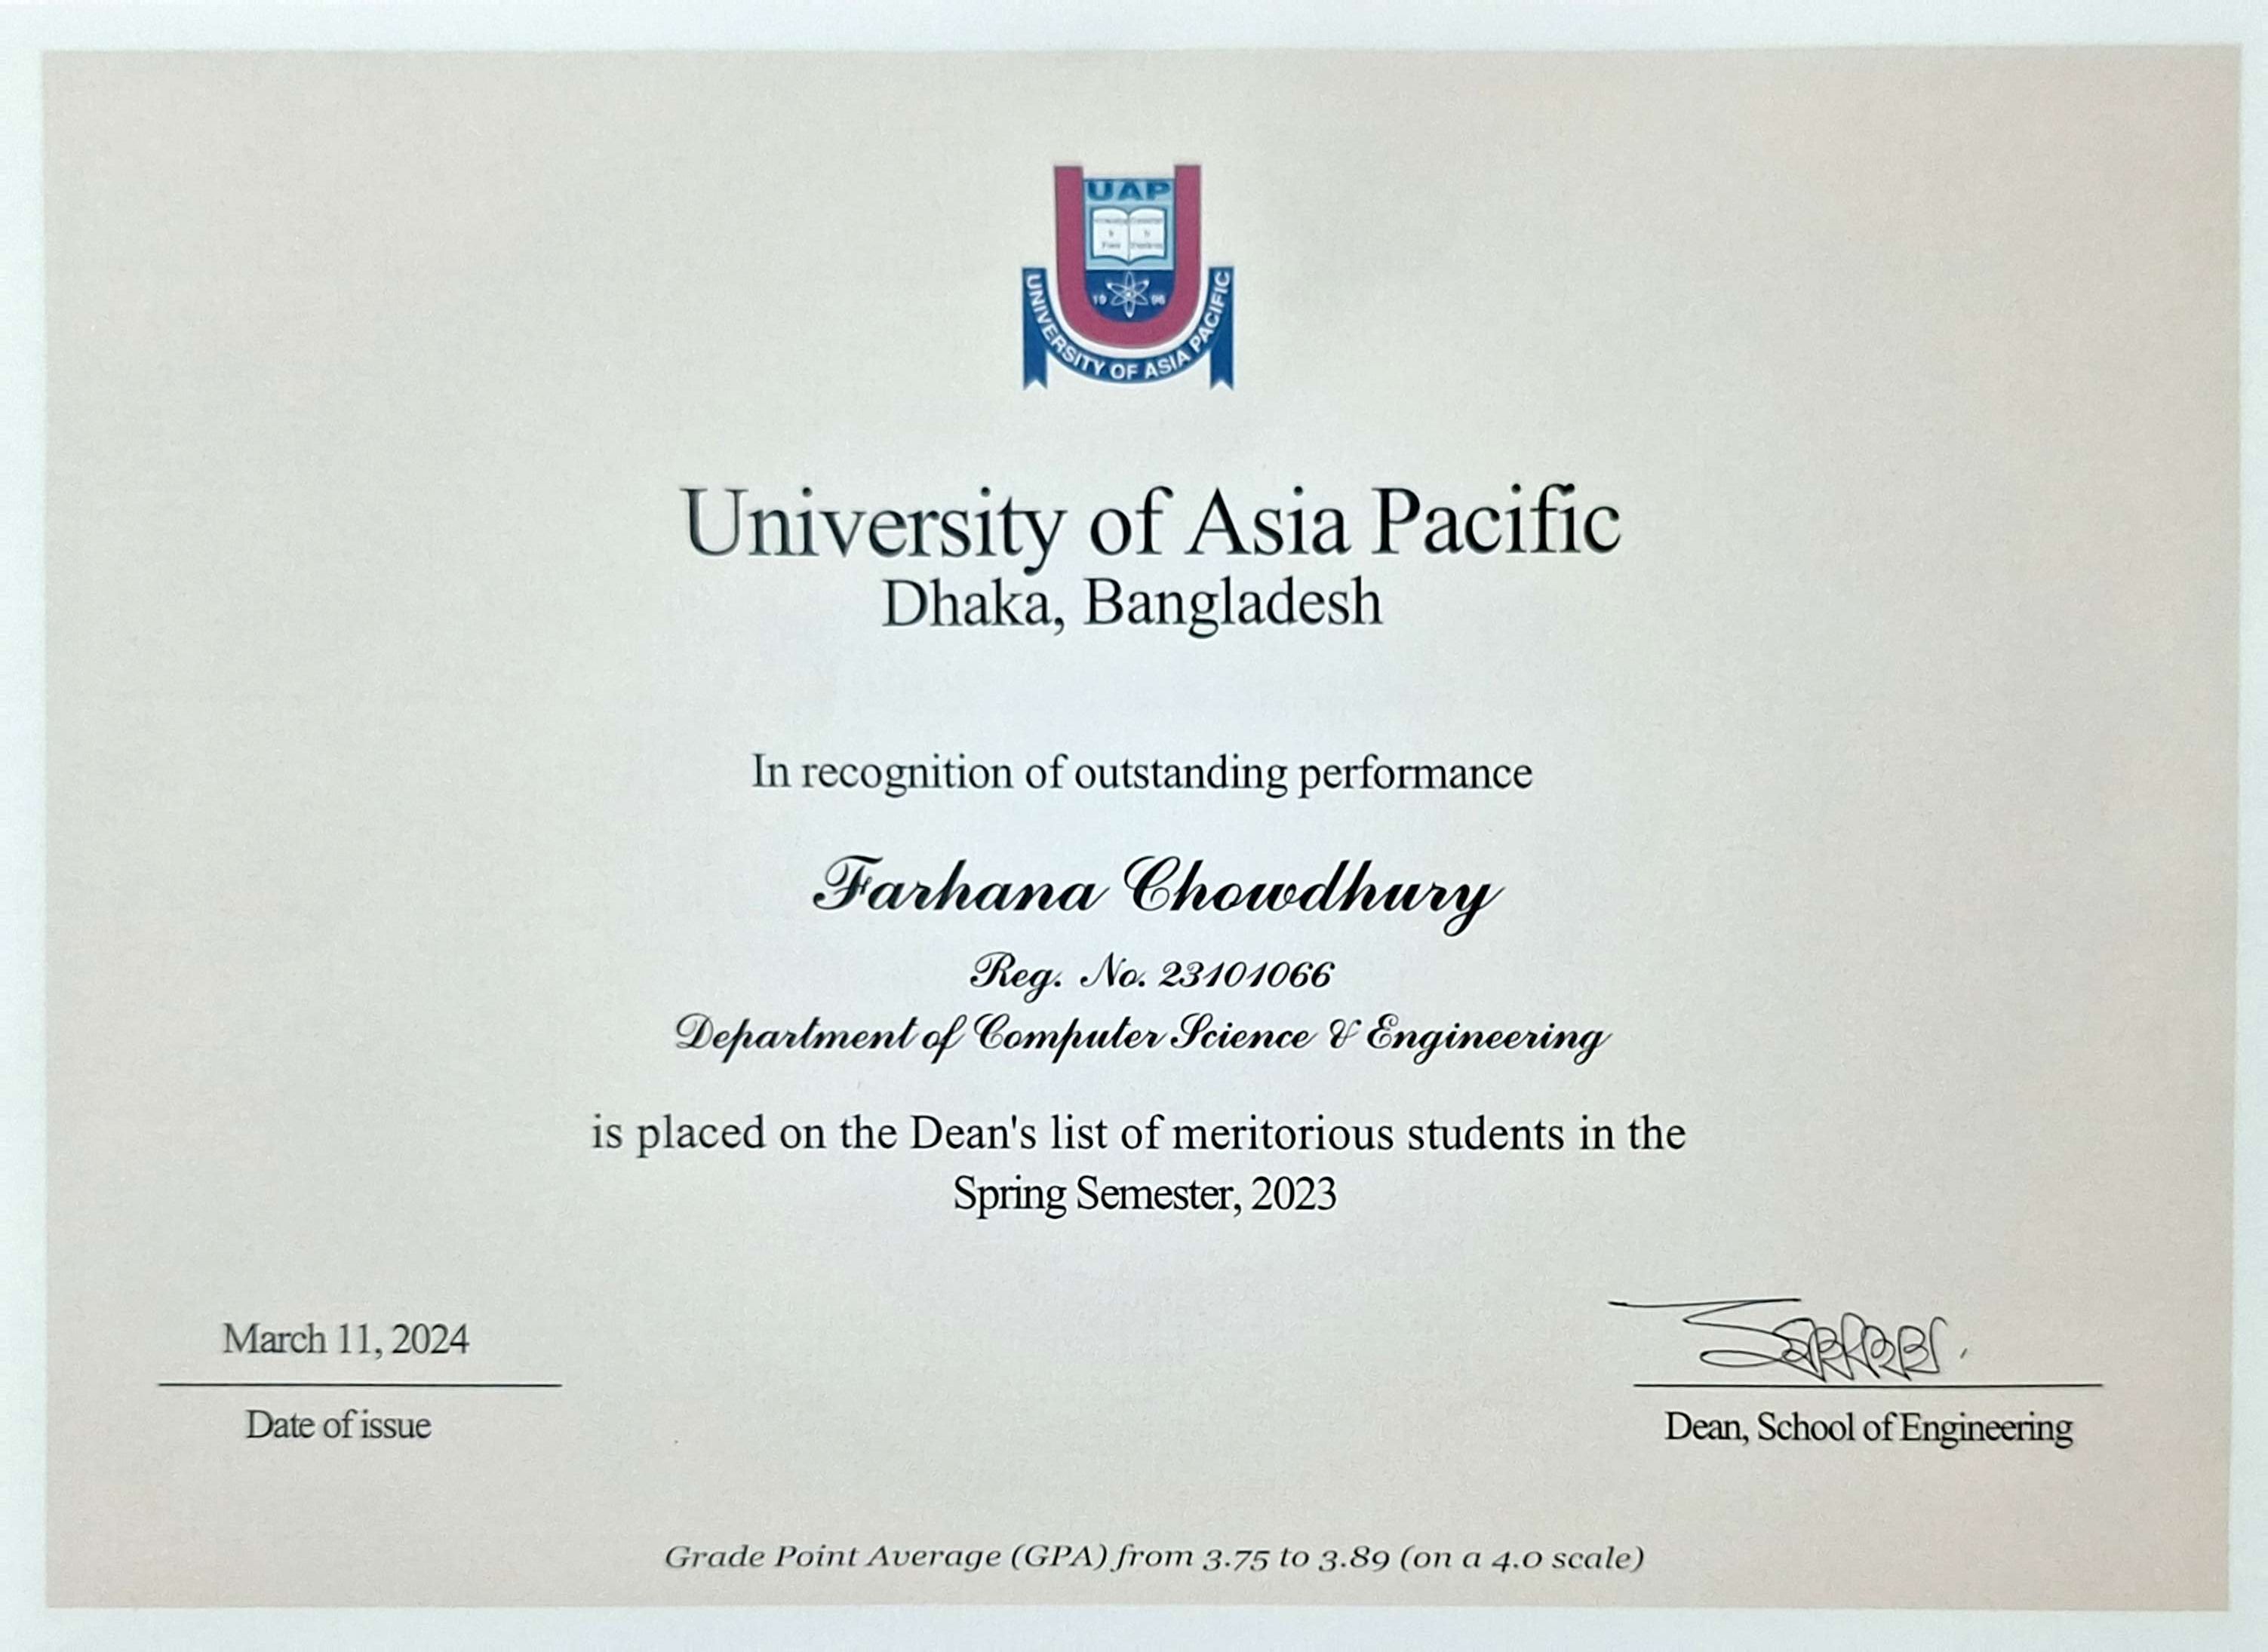 UAP
19 96
UNIVERSITY OF ASIA PACIFIC
University of Asia Pacific
Dhaka, Bangladesh
In recognition of outstanding performance
Farhana Chowdhury
Reg. No. 23101066
Department of Computer Science & Engineering
is placed on the Dean's list of meritorious students in the
Spring Semester, 2023
March 11, 2024
Date of issue
Dean, School of Engineering
Grade Point Average (GPA) from 3.75 to 3.89 (on a 4.0 scale)